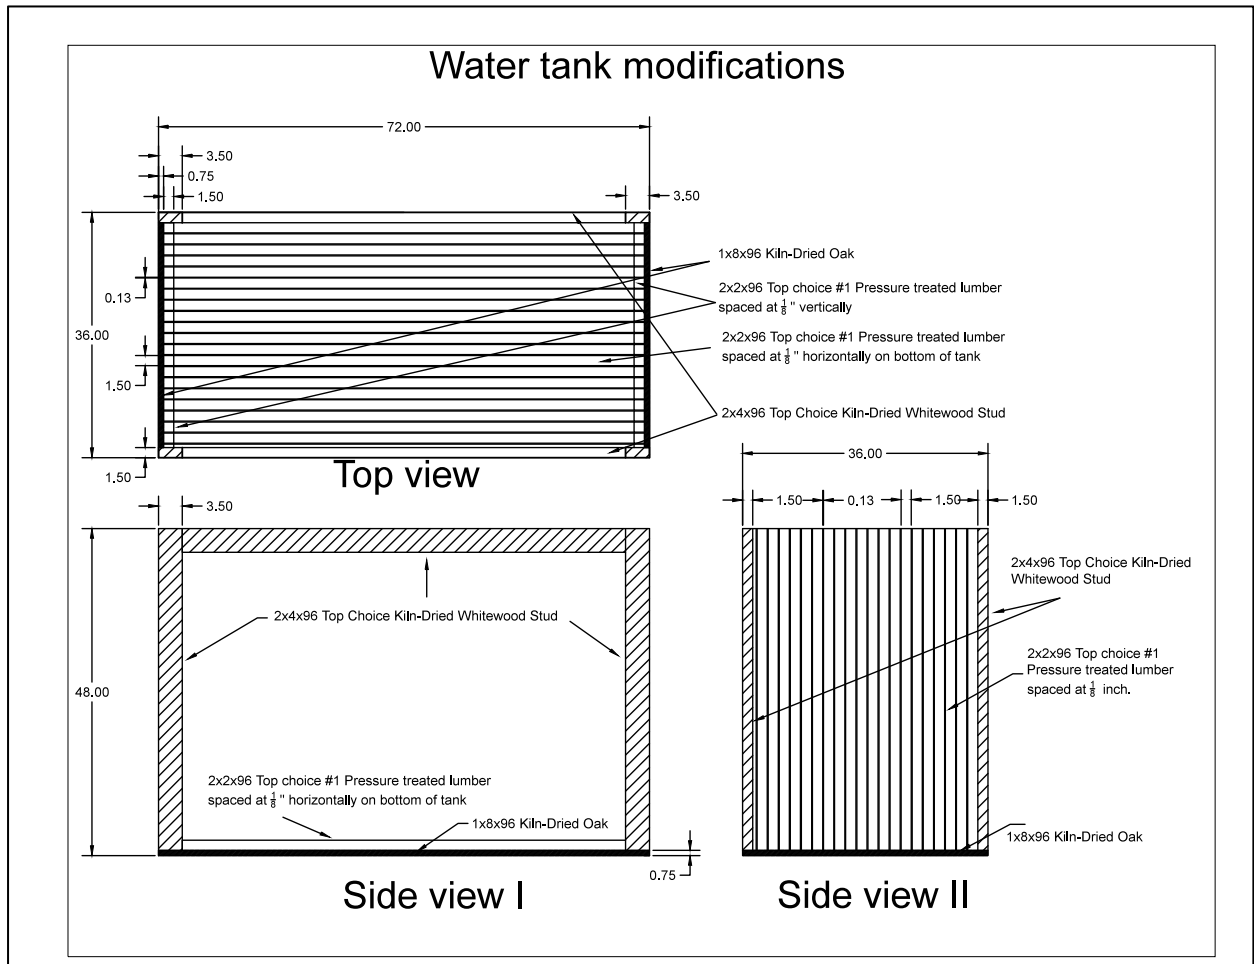 Water tank modifications
72.00
3.50
0.75
1.50
3.50
1x8x96 Kiln-Dried Oak
0.13
2x2x96 Top choice #1 Pressure treated lumber
spaced at 1/8 " vertically
36.00
2x2x96 Top choice #1 Pressure treated lumber
spaced at 1/8 " horizontally on bottom of tank
1.50
2x4x96 Top Choice Kiln-Dried Whitewood Stud
1.50
Top view
36.00
3.50
1.50
0.13
1.50
1.50
2x4x96 Top Choice Kiln-Dried
Whitewood Stud
2x4x96 Top Choice Kiln-Dried Whitewood Stud
2x2x96 Top choice #1
Pressure treated lumber
spaced at 1/8 inch.
48.00
2x2x96 Top choice #1 Pressure treated lumber
spaced at 1/8 " horizontally on bottom of tank
1x8x96 Kiln-Dried Oak
1x8x96 Kiln-Dried Oak
0.75
Side view I
Side view II